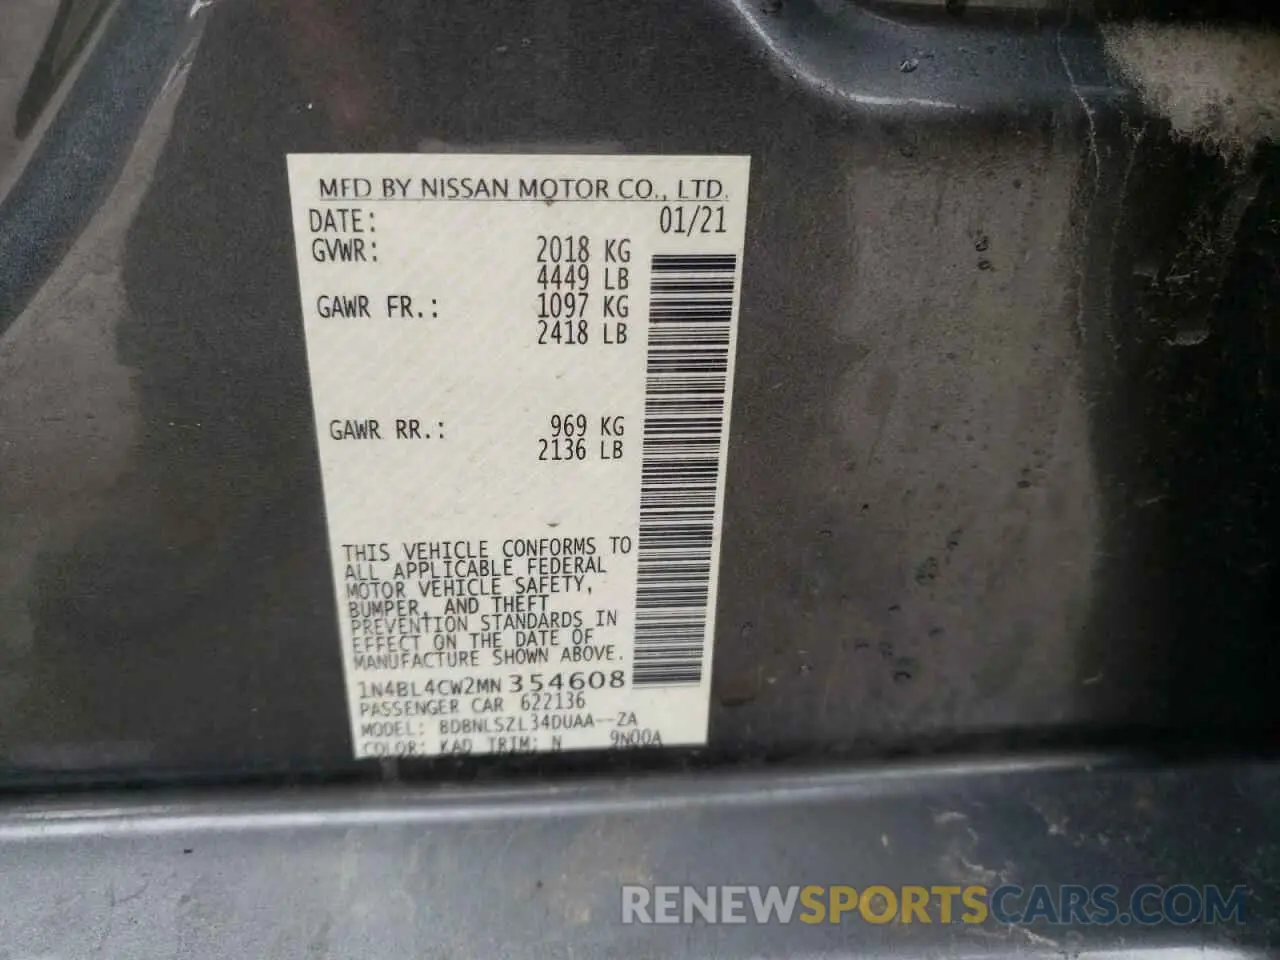 MFD BY NISSAN MOTOR CO., LTD.
DATE: 01/21
GVWR: 2018 KG
4449 LB
GAWR FR.: 1097 KG
2418 LB
GAWR RR.: 969 KG
2136 LB
THIS VEHICLE CONFORMS TO
ALL APPLICABLE FEDERAL
MOTOR VEHICLE SAFETY,
BUMPER, AND THEFT
PREVENTION STANDARDS IN
EFFECT ON THE DATE OF
MANUFACTURE SHOWN ABOVE.
1N4BL4CW2MN354608
PASSENGER CAR 622136
MODEL: BDBNLSZL34DUAA--ZA
COLOR: KAD TRIM: N 9N00A
RENEWSPORTSCARS.COM